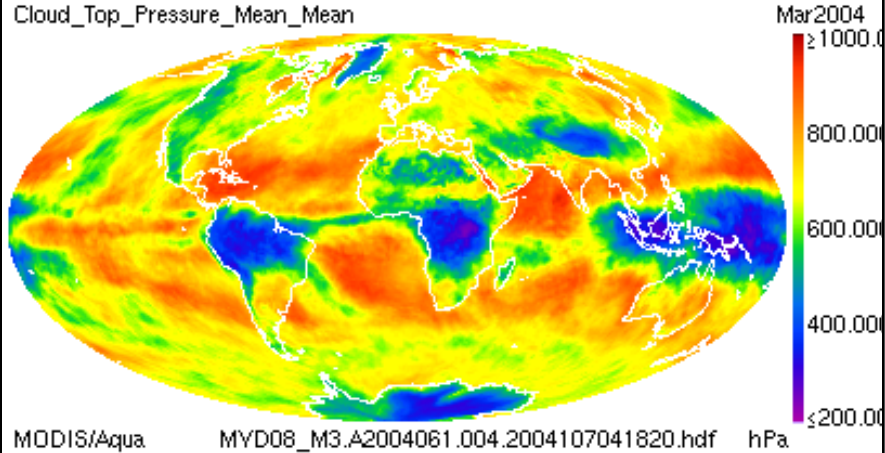 Cloud_Top_Pressure_Mean_Mean
Mar2004
≥1000.0
800.000
600.000
400.000
≤200.00
MODIS/Aqua MYD08_M3.A2004061.004.2004107041820.hdf hPa